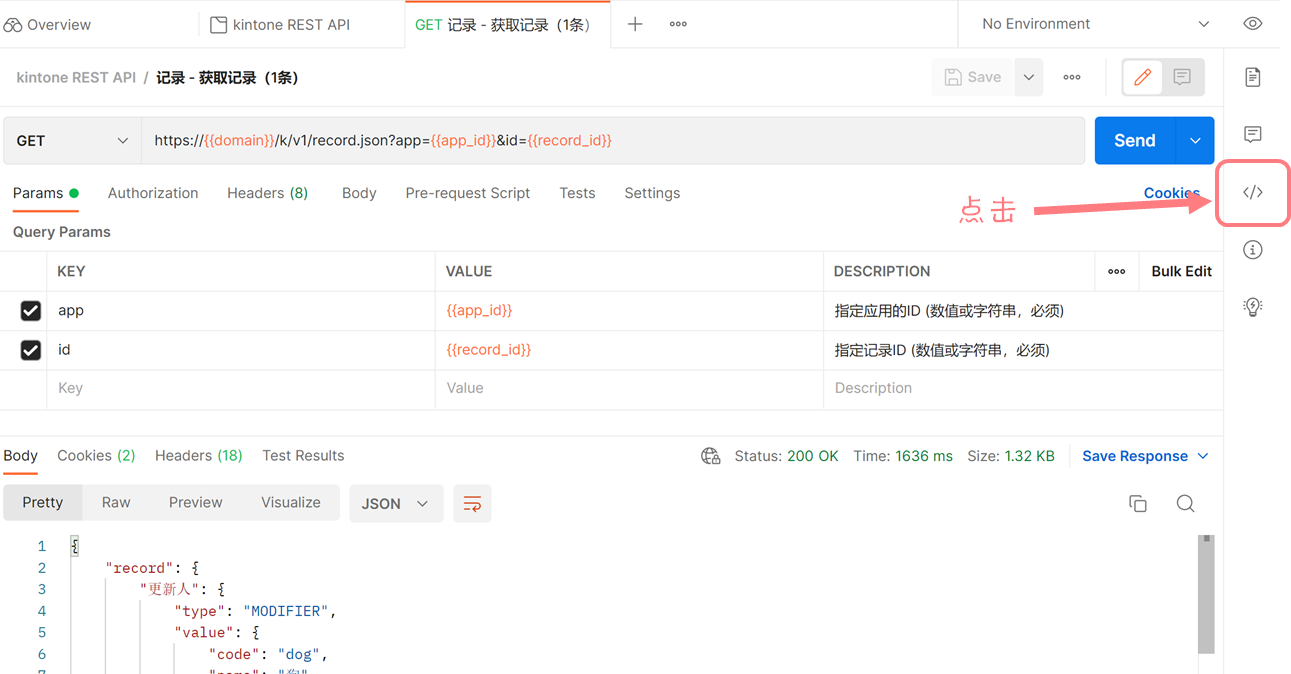 Overview
kintone REST API
GET 记录 - 获取记录（1条）
No Environment
kintone REST API / 记录 - 获取记录（1条）
Save
GET
https://{{domain}}/k/v1/record.json?app={{app_id}}&id={{record_id}}
Send
Params Authorization Headers (8) Body Pre-request Script Tests Settings
Cookies
点击
</>
Query Params
KEY VALUE DESCRIPTION ooo Bulk Edit
app {{app_id}} 指定应用的ID (数值或字符串，必须)
id {{record_id}} 指定记录ID (数值或字符串，必须)
Key Value Description
Body Cookies (2) Headers (18) Test Results
Status: 200 OK Time: 1636 ms Size: 1.32 KB Save Response
Pretty Raw Preview Visualize JSON
1 {
2 "record": {
3 "更新人": {
4 "type": "MODIFIER",
5 "value": {
6 "code": "dog",